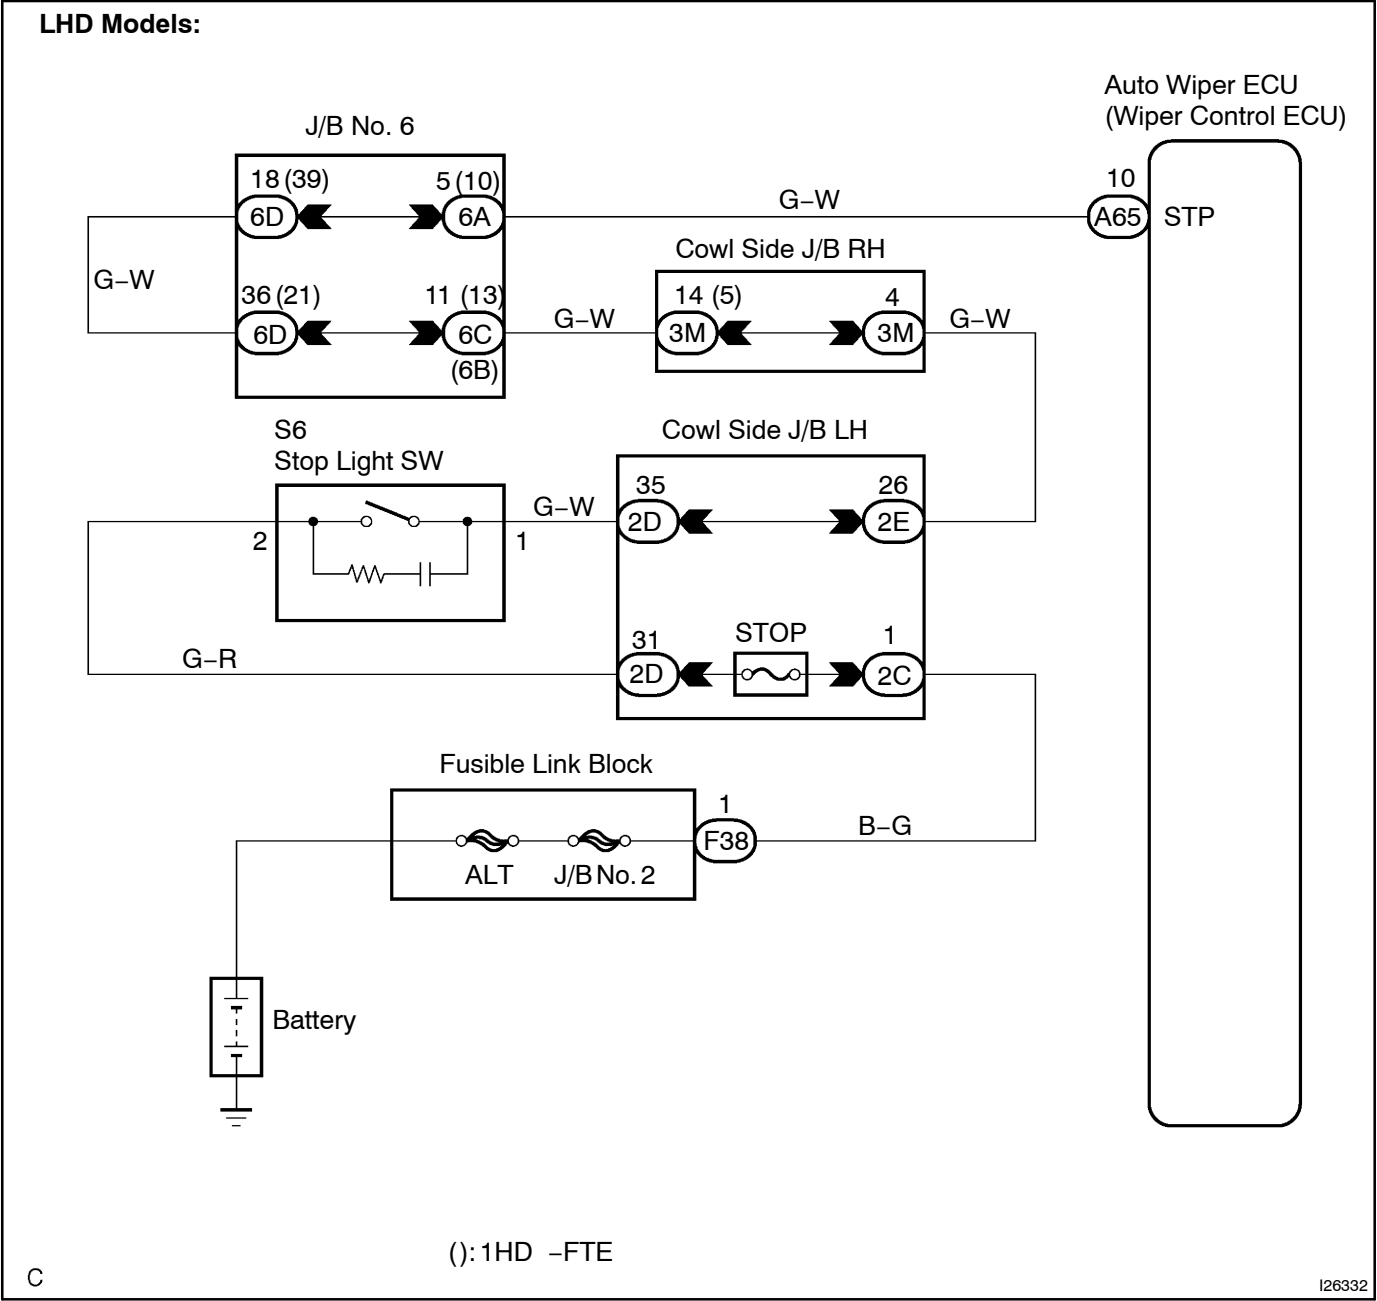 LHD Models:
Auto Wiper ECU
(Wiper Control ECU)
J/B No. 6
18 (39)
5 (10)
10
6D
6A
G−W
A65
STP
Cowl Side J/B RH
G−W
36 (21)
11 (13)
14 (5)
4
6D
6C
G−W
3M
3M
G−W
(6B)
S6
Stop Light SW
Cowl Side J/B LH
35
26
G−W
2D
2E
2
1
31
STOP
1
G−R
2D
2C
Fusible Link Block
1
F38
B−G
ALT
J/B No. 2
Battery
( ): 1HD −FTE
C
I26332